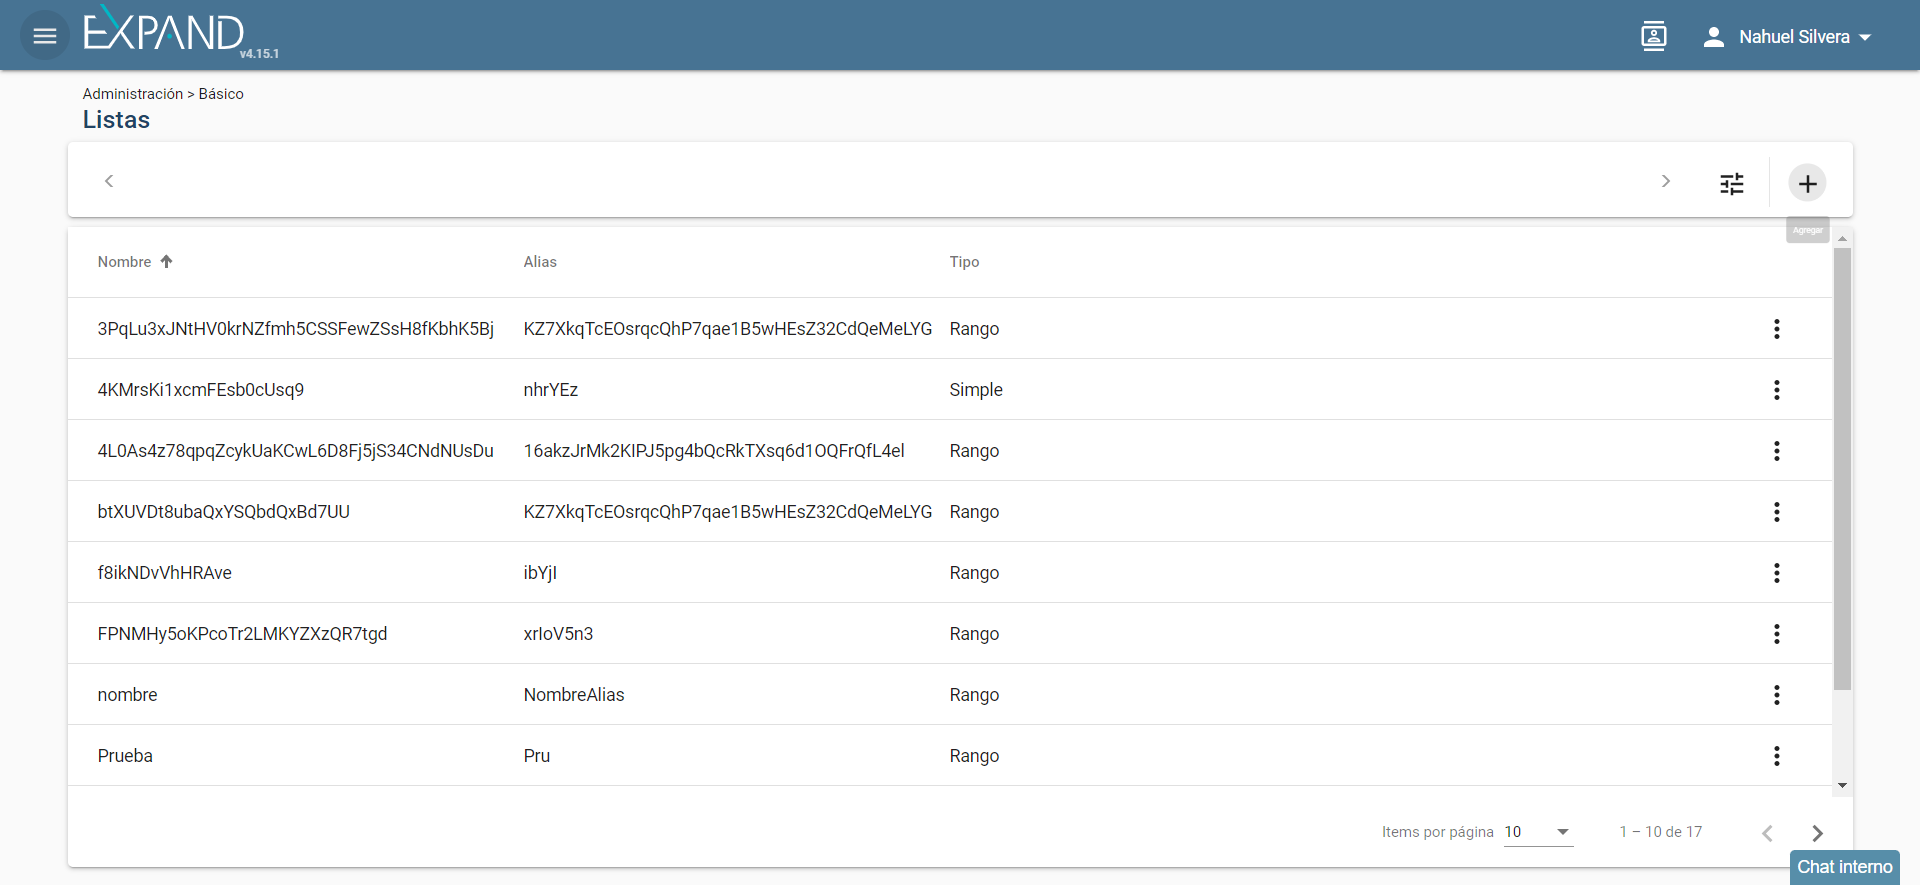 EXPAND v4.15.1
Nahuel Silvera
Administración > Básico
Listas
Agregar
Nombre Alias Tipo
3PqLu3xJNtHV0krNZfmh5CSSFewZSsH8fKbhK5Bj KZ7XkqTcEOsrqcQhP7qae1B5wHEsZ32CdQeMeLYG Rango
4KMrsKi1xcmFEsb0cUsq9 nhrYEz Simple
4L0As4z78qpqZcykUaKCwL6D8Fj5jS34CNdNUsDu 16akzJrMk2KIPJ5pg4bQcRkTXsq6d1OQFrQfL4el Rango
btXUVDt8ubaQxYSQbdQxBd7UU KZ7XkqTcEOsrqcQhP7qae1B5wHEsZ32CdQeMeLYG Rango
f8ikNDvVhHRAve ibYjI Rango
FPNMHy5oKPcoTr2LMKYZXzQR7tgd xrIoV5n3 Rango
nombre NombreAlias Rango
Prueba Pru Rango
Items por página 10 1 – 10 de 17
Chat interno